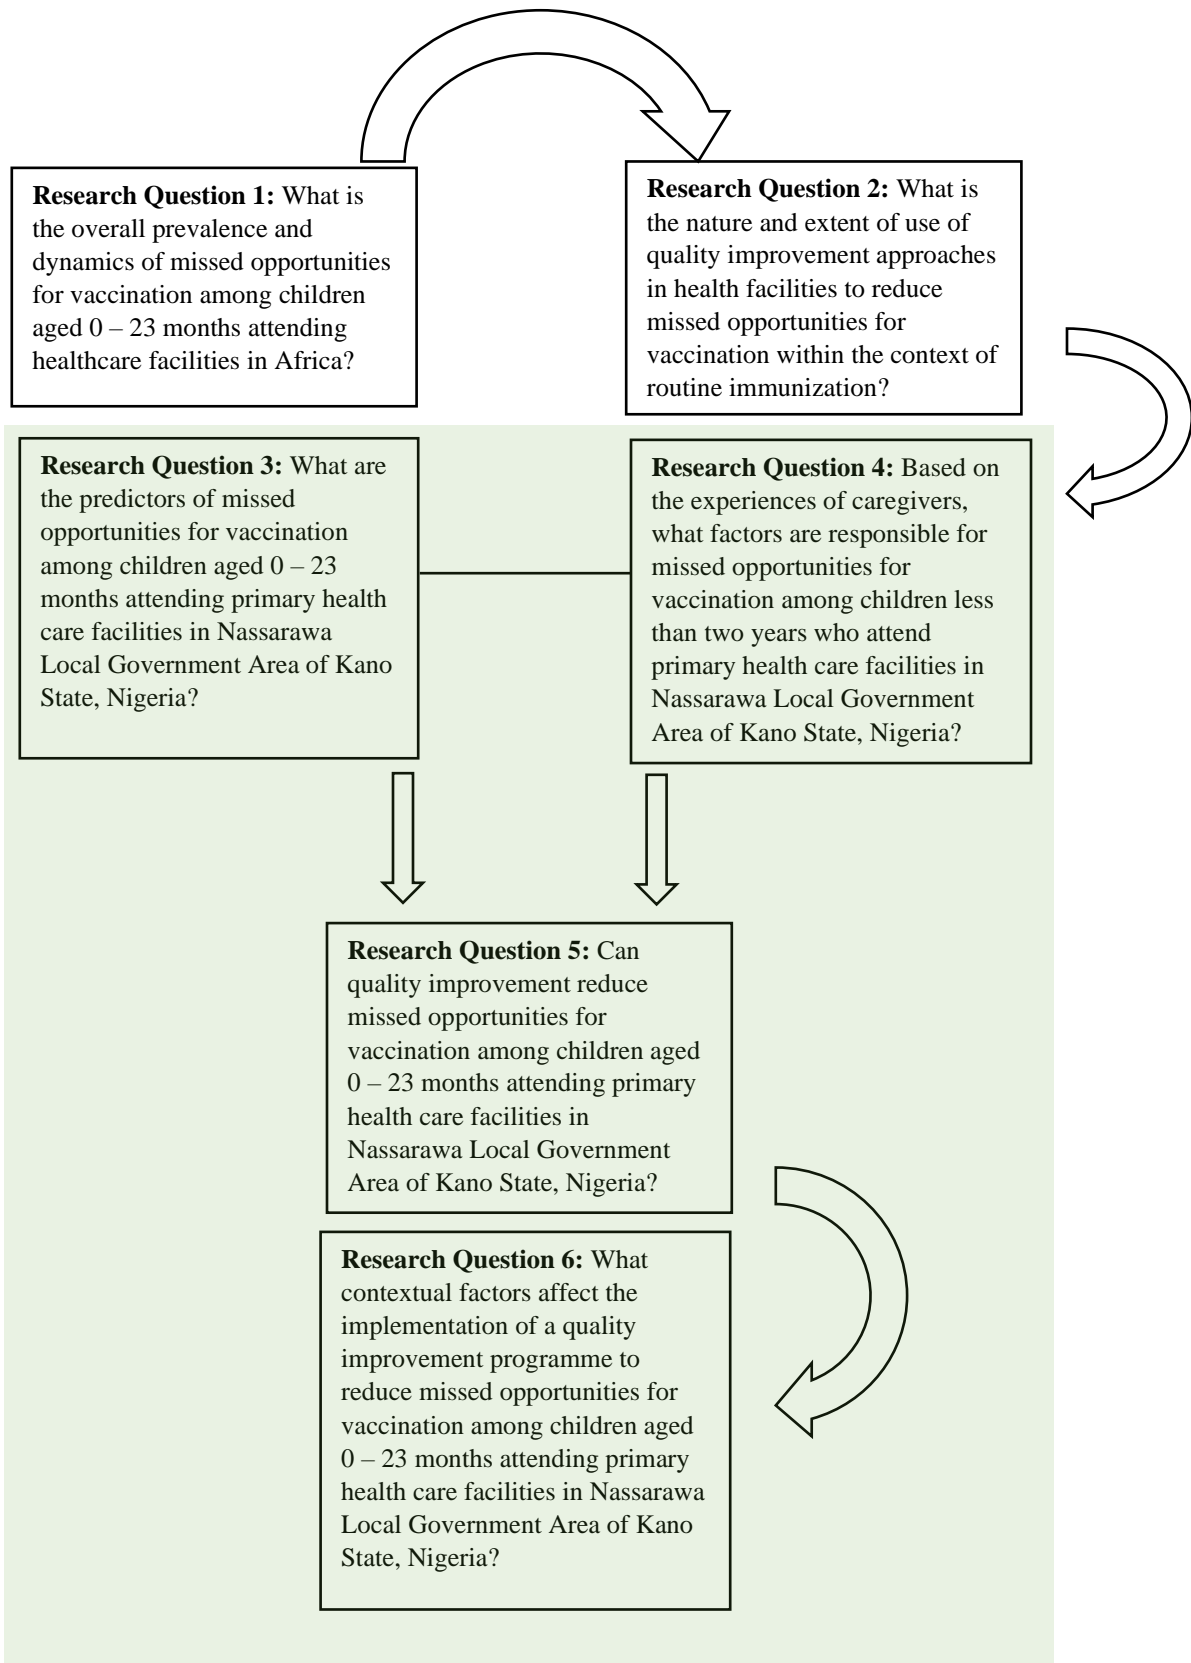 Research Question 1: What is
the overall prevalence and
dynamics of missed opportunities
for vaccination among children
aged 0 – 23 months attending
healthcare facilities in Africa?
Research Question 2: What is
the nature and extent of use of
quality improvement approaches
in health facilities to reduce
missed opportunities for
vaccination within the context of
routine immunization?
Research Question 3: What are
the predictors of missed
opportunities for vaccination
among children aged 0 – 23
months attending primary health
care facilities in Nassarawa
Local Government Area of Kano
State, Nigeria?
Research Question 4: Based on
the experiences of caregivers,
what factors are responsible for
missed opportunities for
vaccination among children less
than two years who attend
primary health care facilities in
Nassarawa Local Government
Area of Kano State, Nigeria?
Research Question 5: Can
quality improvement reduce
missed opportunities for
vaccination among children aged
0 – 23 months attending primary
health care facilities in
Nassarawa Local Government
Area of Kano State, Nigeria?
Research Question 6: What
contextual factors affect the
implementation of a quality
improvement programme to
reduce missed opportunities for
vaccination among children aged
0 – 23 months attending primary
health care facilities in Nassarawa
Local Government Area of Kano
State, Nigeria?